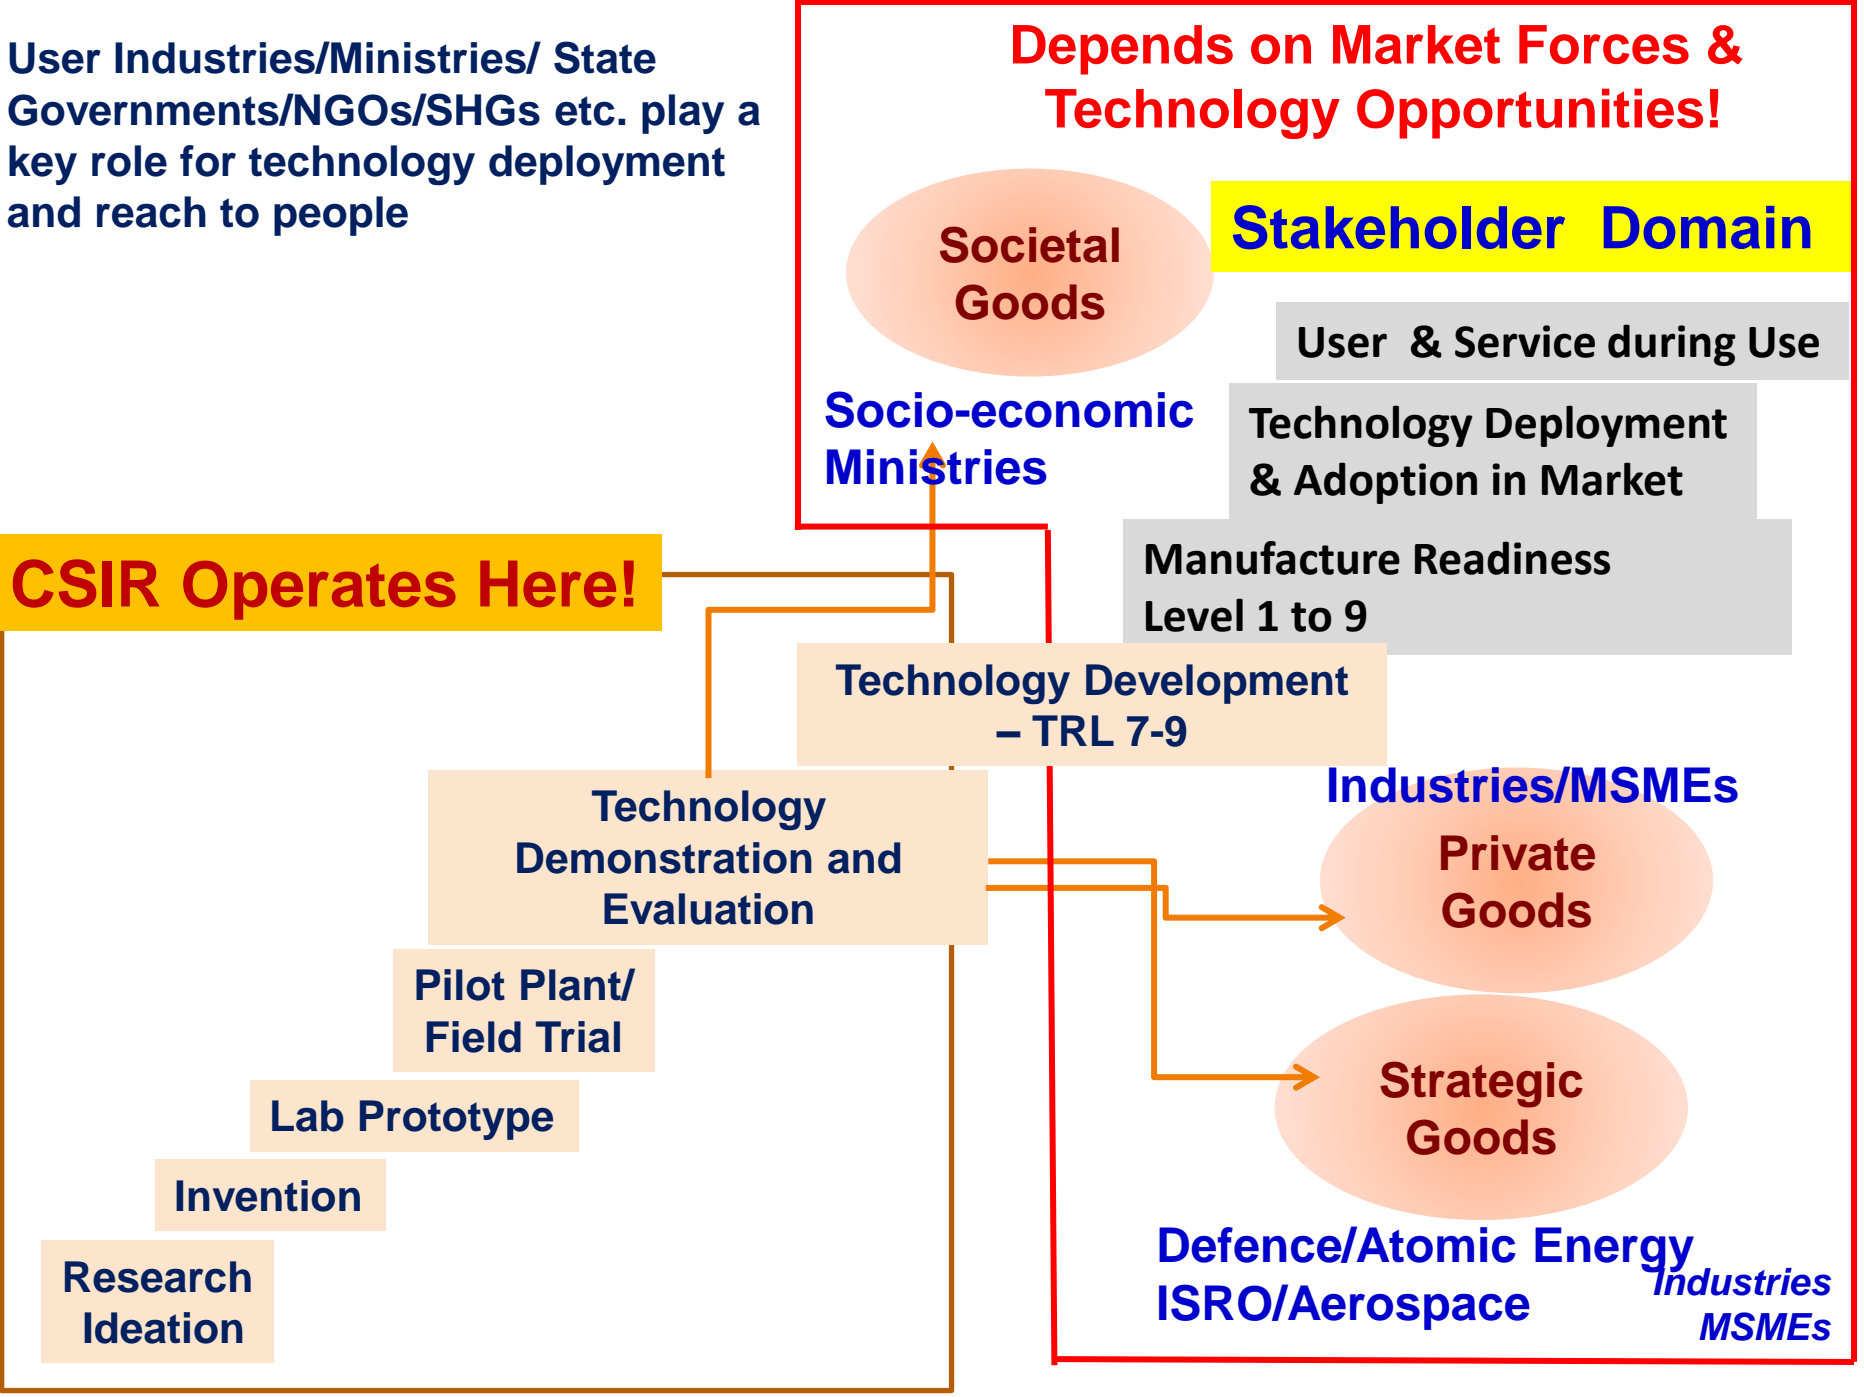 User Industries/Ministries/ State
Governments/NGOs/SHGs etc. play a
key role for technology deployment
and reach to people
Depends on Market Forces &
Technology Opportunities!
Societal
Goods
Stakeholder Domain
User & Service during Use
Socio-economic
Ministries
Technology Deployment
& Adoption in Market
Manufacture Readiness
Level 1 to 9
CSIR Operates Here!
Technology Development
– TRL 7-9
Technology
Demonstration and
Evaluation
Industries/MSMEs
Private
Goods
Pilot Plant/
Field Trial
Strategic
Goods
Lab Prototype
Invention
Research
Ideation
Defence/Atomic Energy
ISRO/Aerospace
Industries
MSMEs